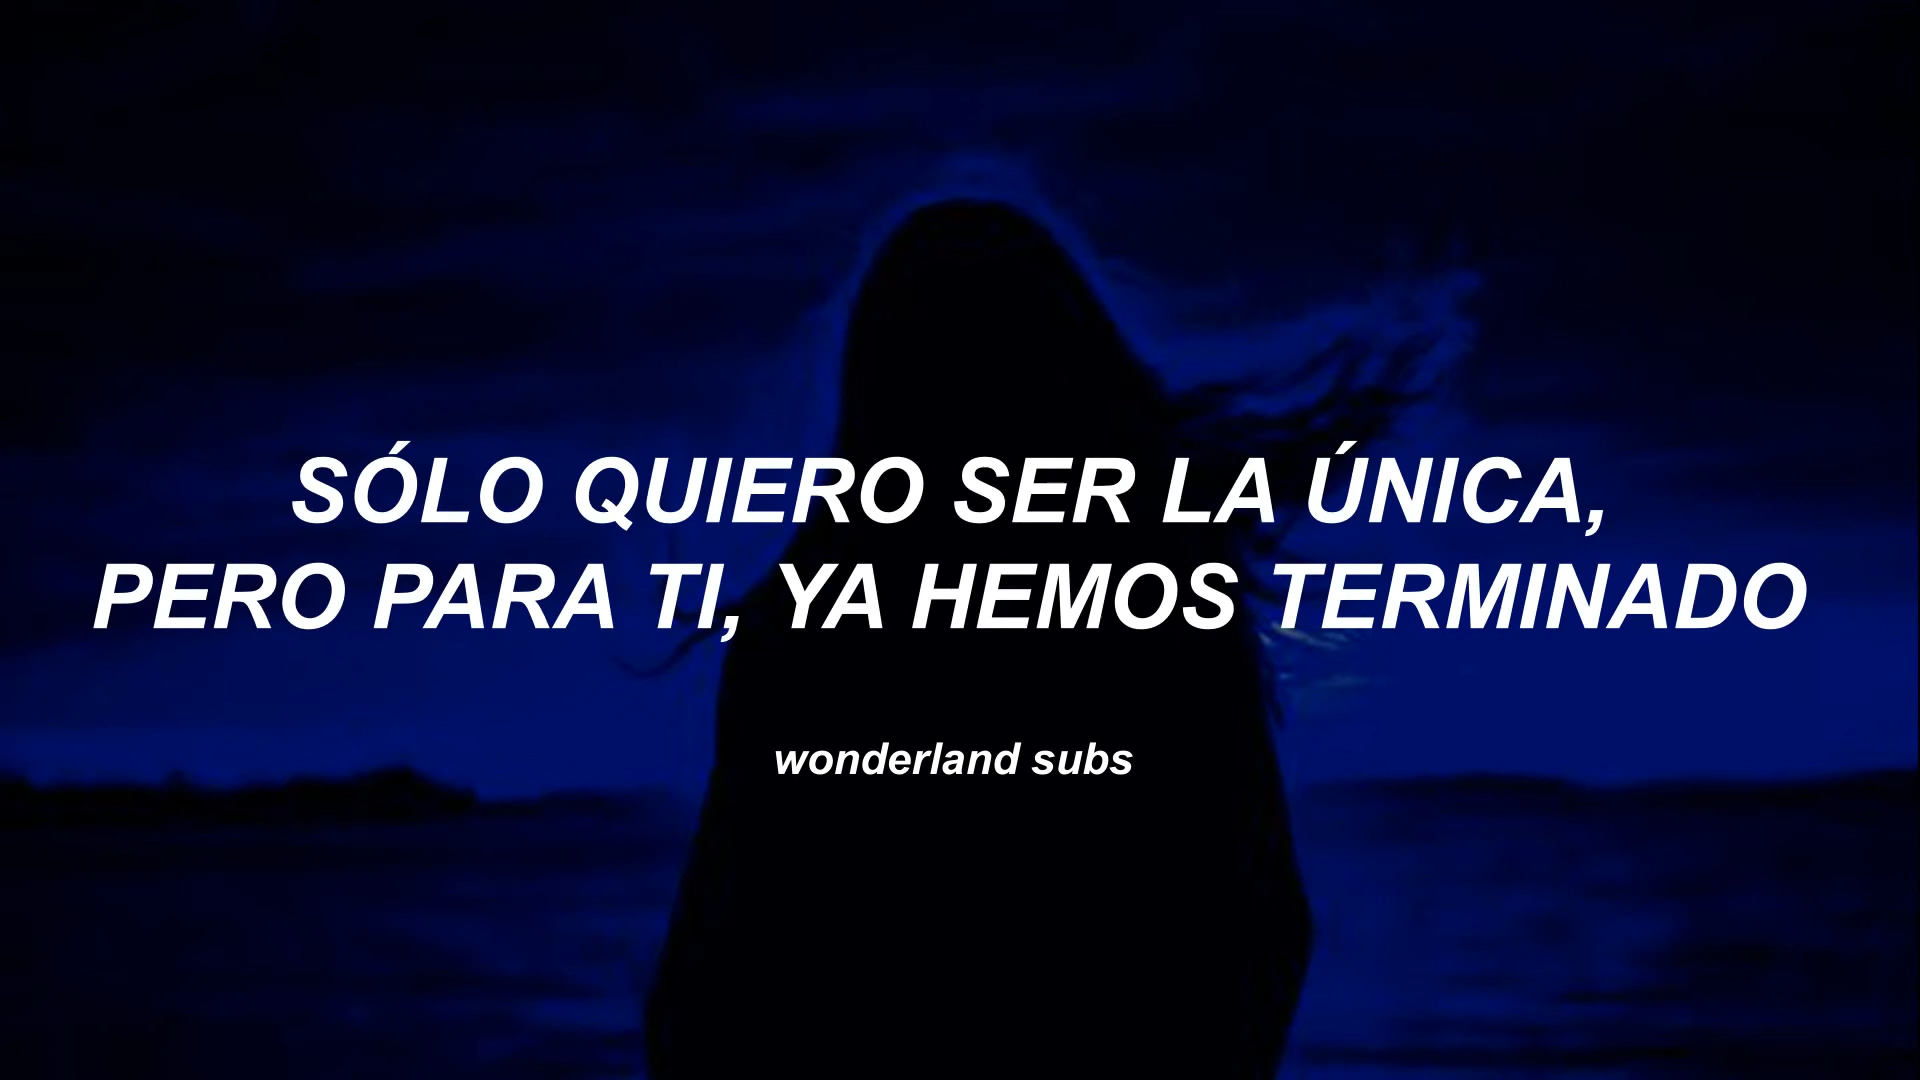 SÓLO QUIERO SER LA ÚNICA,
PERO PARA TI, YA HEMOS TERMINADO
wonderland subs